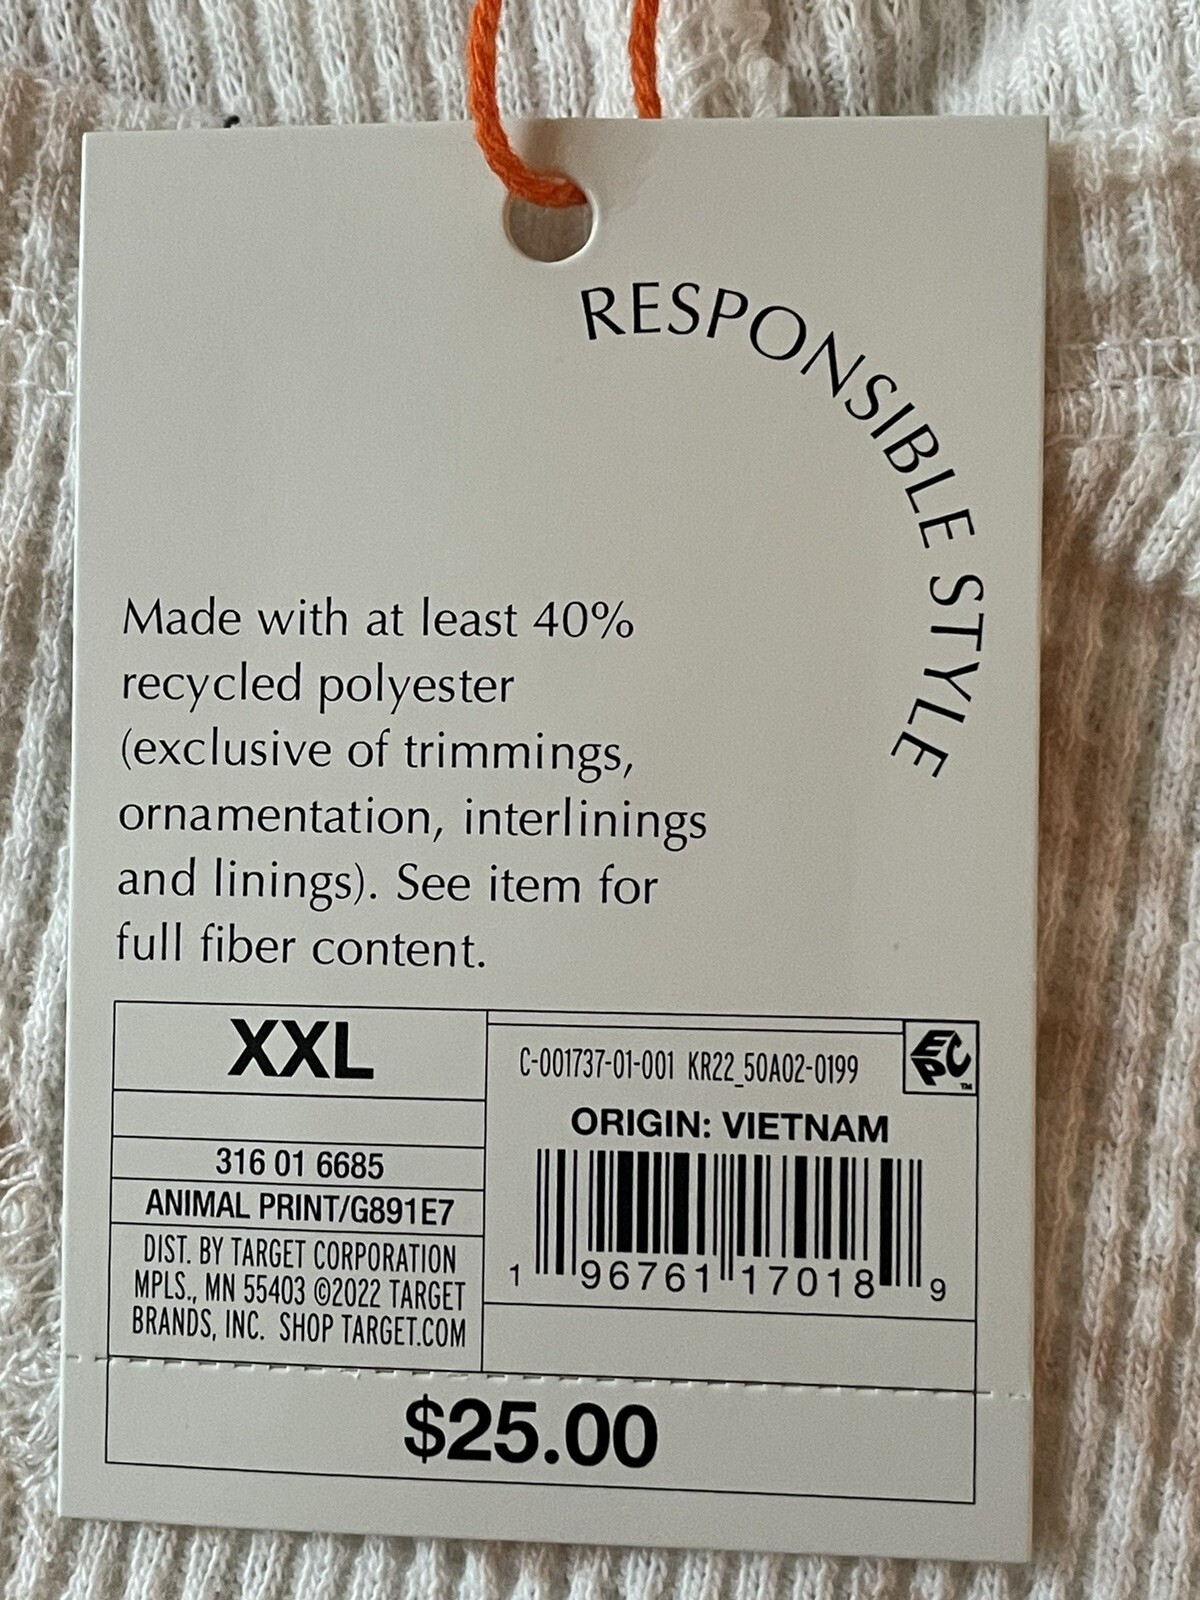 RESPONSIBLE STYLE
Made with at least 40%
recycled polyester
(exclusive of trimmings,
ornamentation, interlinings
and linings). See item for
full fiber content.
XXL
316 01 6685
ANIMAL PRINT/G891E7
DIST. BY TARGET CORPORATION
MPLS., MN 55403 ©2022 TARGET
BRANDS, INC. SHOP TARGET.COM
C-001737-01-001 KR22_50A02-0199
EPC™
ORIGIN: VIETNAM
1 96761 17018 9
$25.00